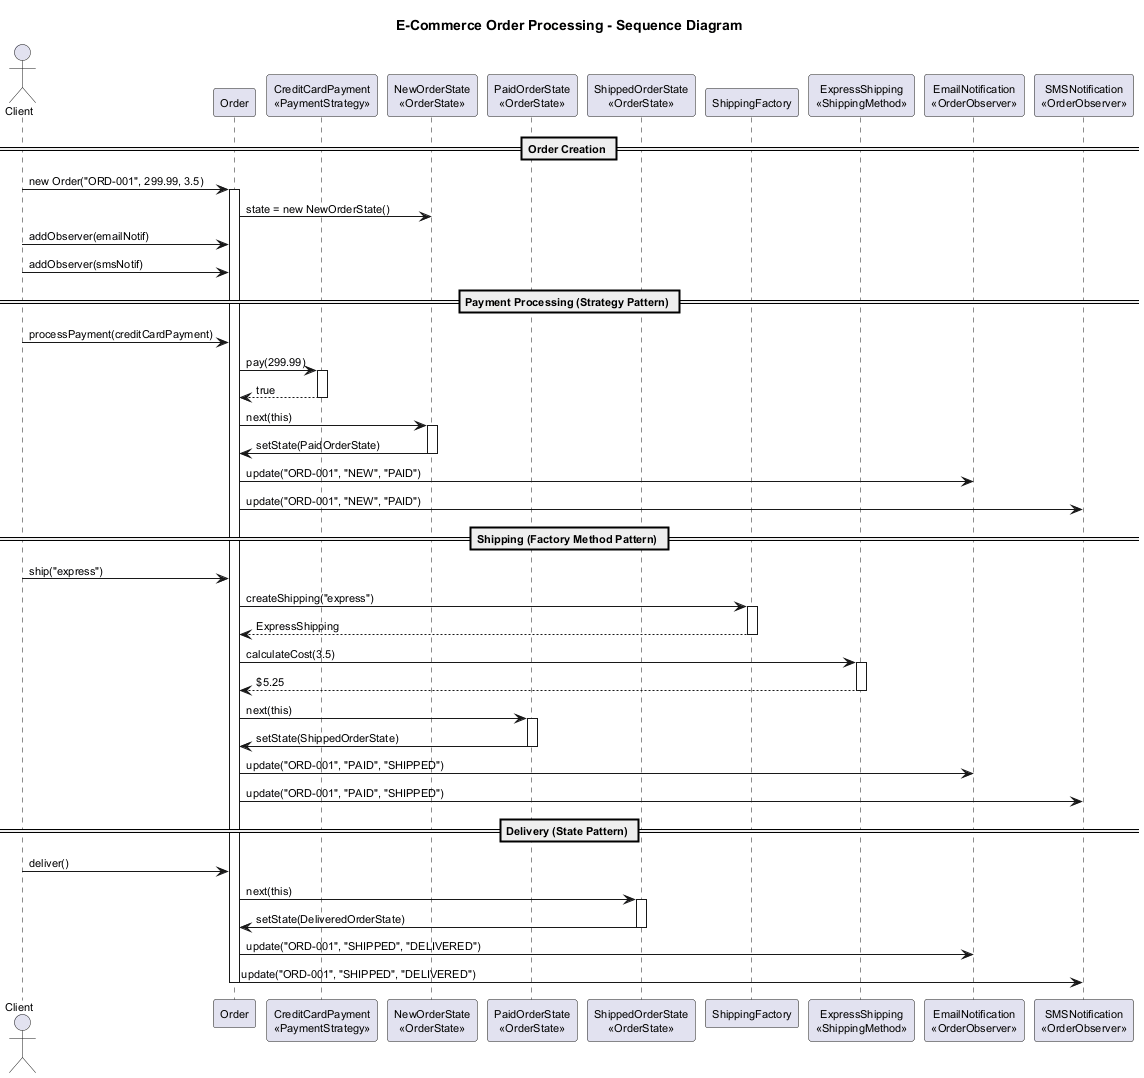 E-Commerce Order Processing - Sequence Diagram
Client
Order
CreditCardPayment
«PaymentStrategy»
NewOrderState
«OrderState»
PaidOrderState
«OrderState»
ShippedOrderState
«OrderState»
ShippingFactory
ExpressShipping
«ShippingMethod»
EmailNotification
«OrderObserver»
SMSNotification
«OrderObserver»
Order Creation
new Order("ORD-001", 299.99, 3.5)
state = new NewOrderState()
addObserver(emailNotif)
addObserver(smsNotif)
Payment Processing (Strategy Pattern)
processPayment(creditCardPayment)
pay(299.99)
true
next(this)
setState(PaidOrderState)
update("ORD-001", "NEW", "PAID")
update("ORD-001", "NEW", "PAID")
Shipping (Factory Method Pattern)
ship("express")
createShipping("express")
ExpressShipping
calculateCost(3.5)
$5.25
next(this)
setState(ShippedOrderState)
update("ORD-001", "PAID", "SHIPPED")
update("ORD-001", "PAID", "SHIPPED")
Delivery (State Pattern)
deliver()
next(this)
setState(DeliveredOrderState)
update("ORD-001", "SHIPPED", "DELIVERED")
update("ORD-001", "SHIPPED", "DELIVERED")
Client
Order
CreditCardPayment
«PaymentStrategy»
NewOrderState
«OrderState»
PaidOrderState
«OrderState»
ShippedOrderState
«OrderState»
ShippingFactory
ExpressShipping
«ShippingMethod»
EmailNotification
«OrderObserver»
SMSNotification
«OrderObserver»